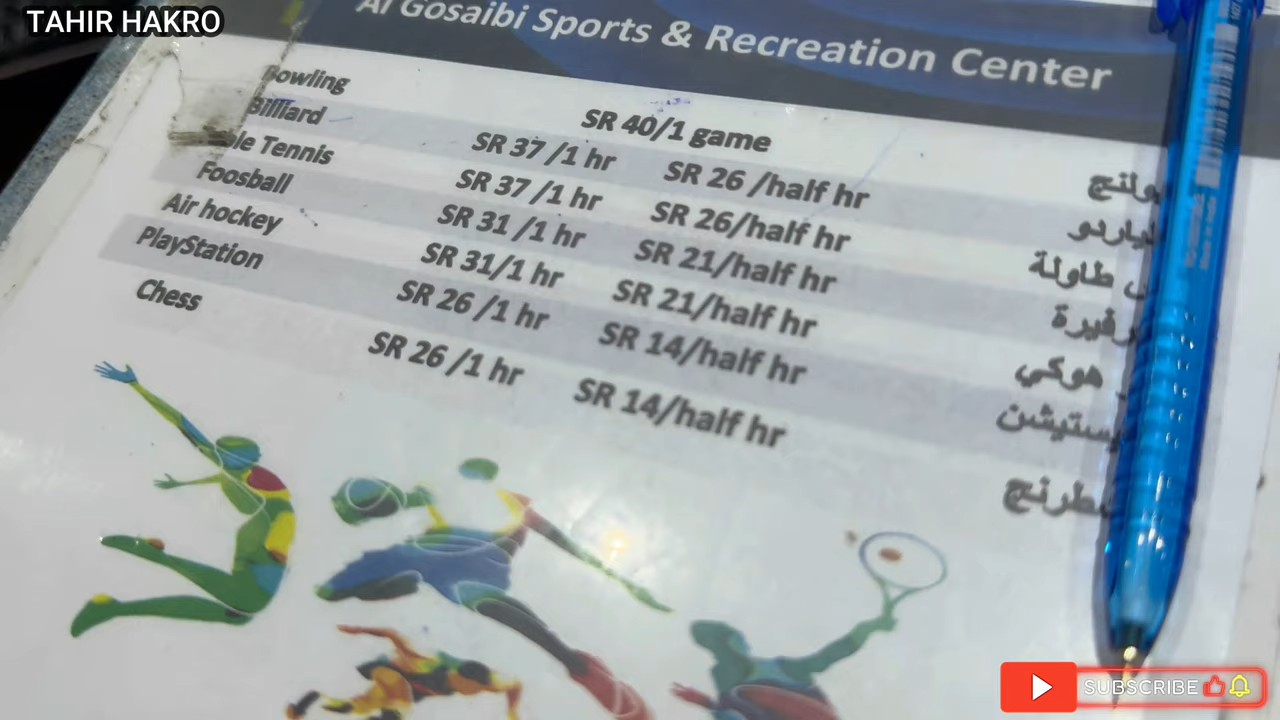 TAHIR HAKRO
Al Gosaibi Sports & Recreation Center
Bowling SR 40/1 game بولنج
Billiard SR 37 /1 hr SR 26 /half hr
Tennis SR 37 /1 hr SR 26/half hr طاولة
Foosball SR 31 /1 hr SR 21/half hr
Air hockey SR 31/1 hr SR 21/half hr هوكي
PlayStation SR 26 /1 hr SR 14/half hr
Chess SR 26 /1 hr SR 14/half hr
SUBSCRIBE